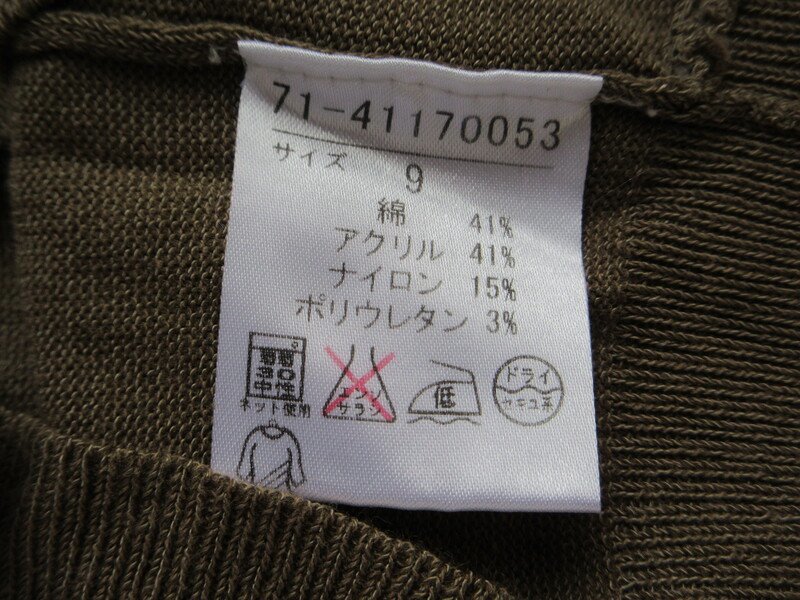 71-41170053
サイズ 9
綿 41%
アクリル 41%
ナイロン 15%
ポリウレタン 3%
弱
30
中性
ネット使用
エンソ
サラシ
低
ドライ
セキユ系